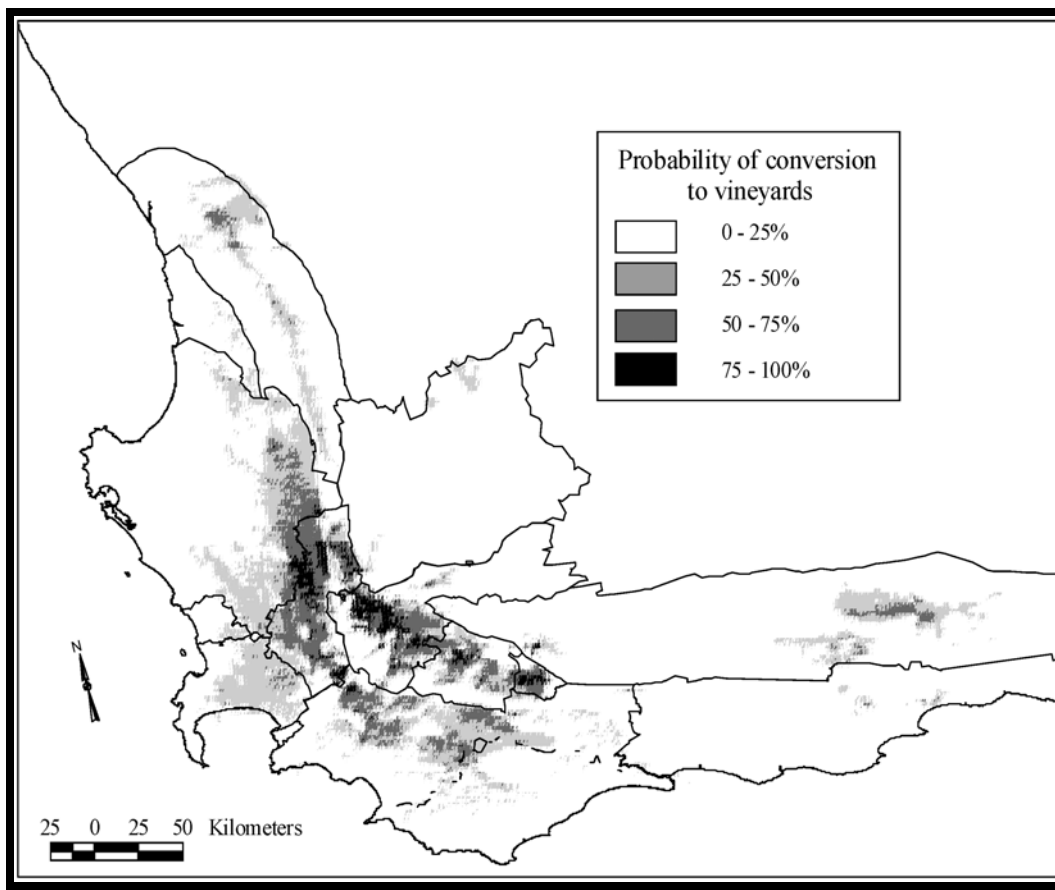 Probability of conversion
to vineyards
0 - 25%
25 - 50%
50 - 75%
75 - 100%
N
25 0 25 50 Kilometers